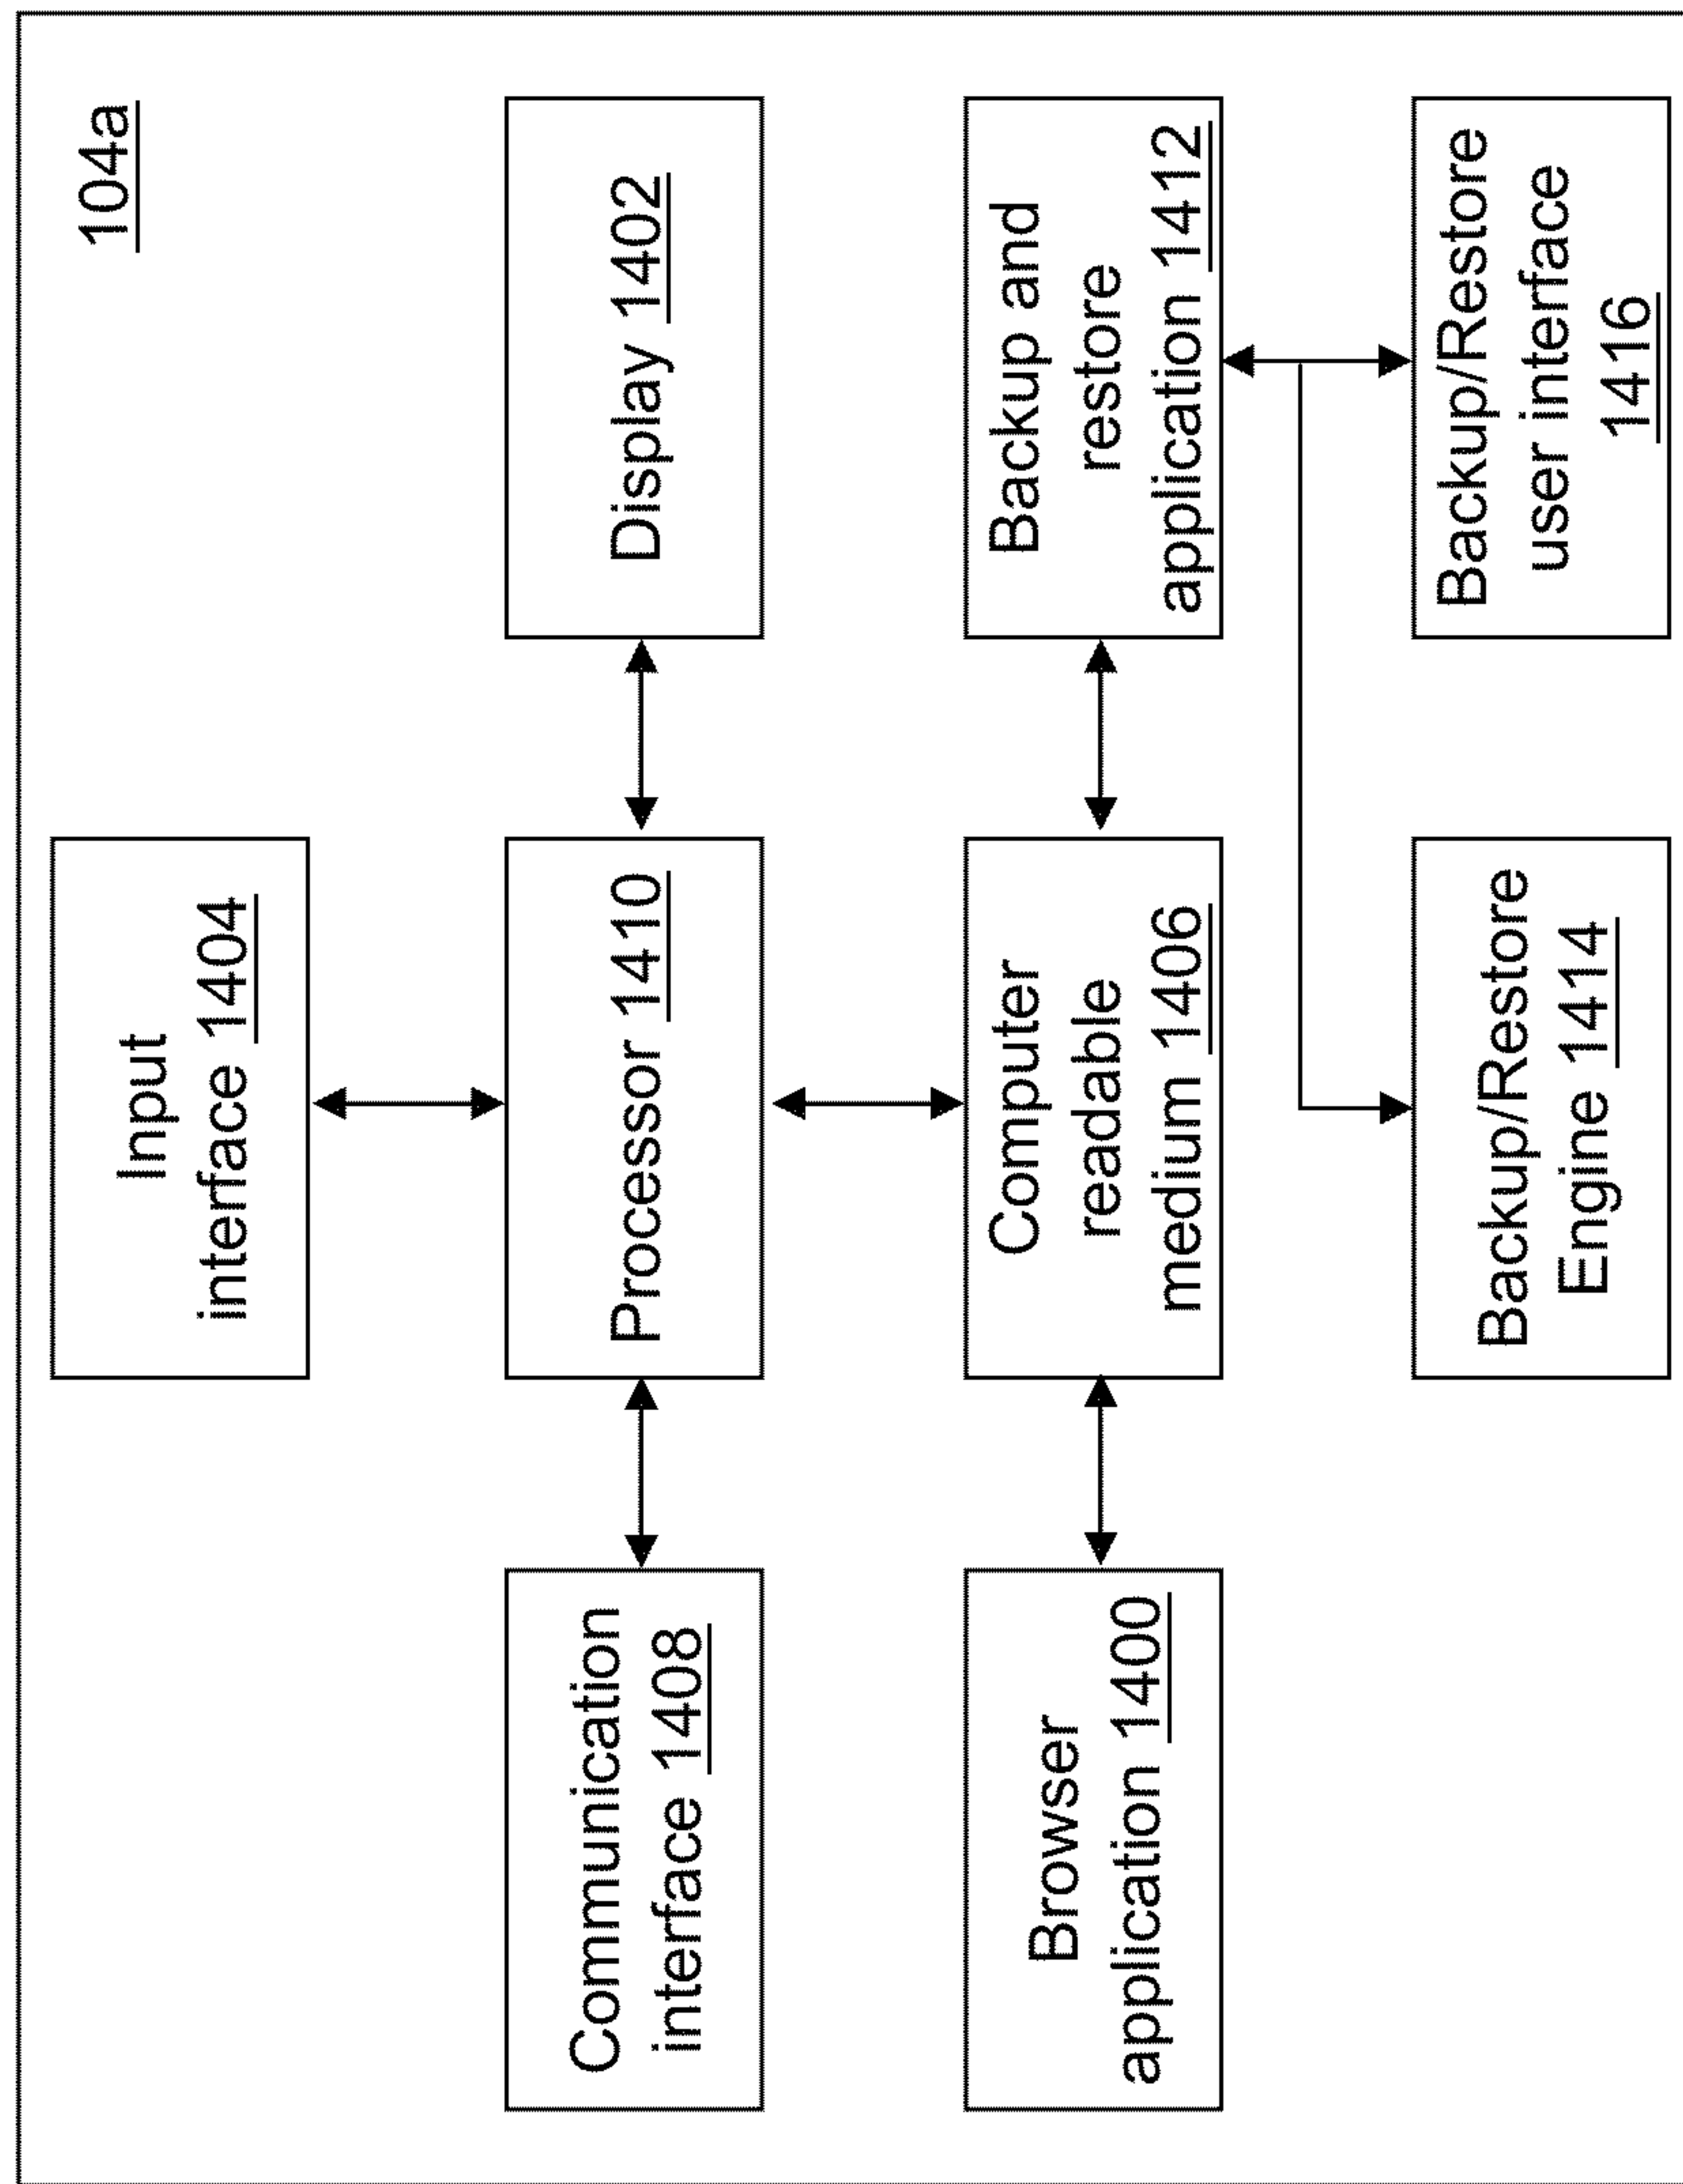 104a
Input
interface 1404
Communication
interface 1408
Processor 1410
Display 1402
Browser
application 1400
Computer
readable
medium 1406
Backup and
restore
application 1412
Backup/Restore
Engine 1414
Backup/Restore
user interface
1416